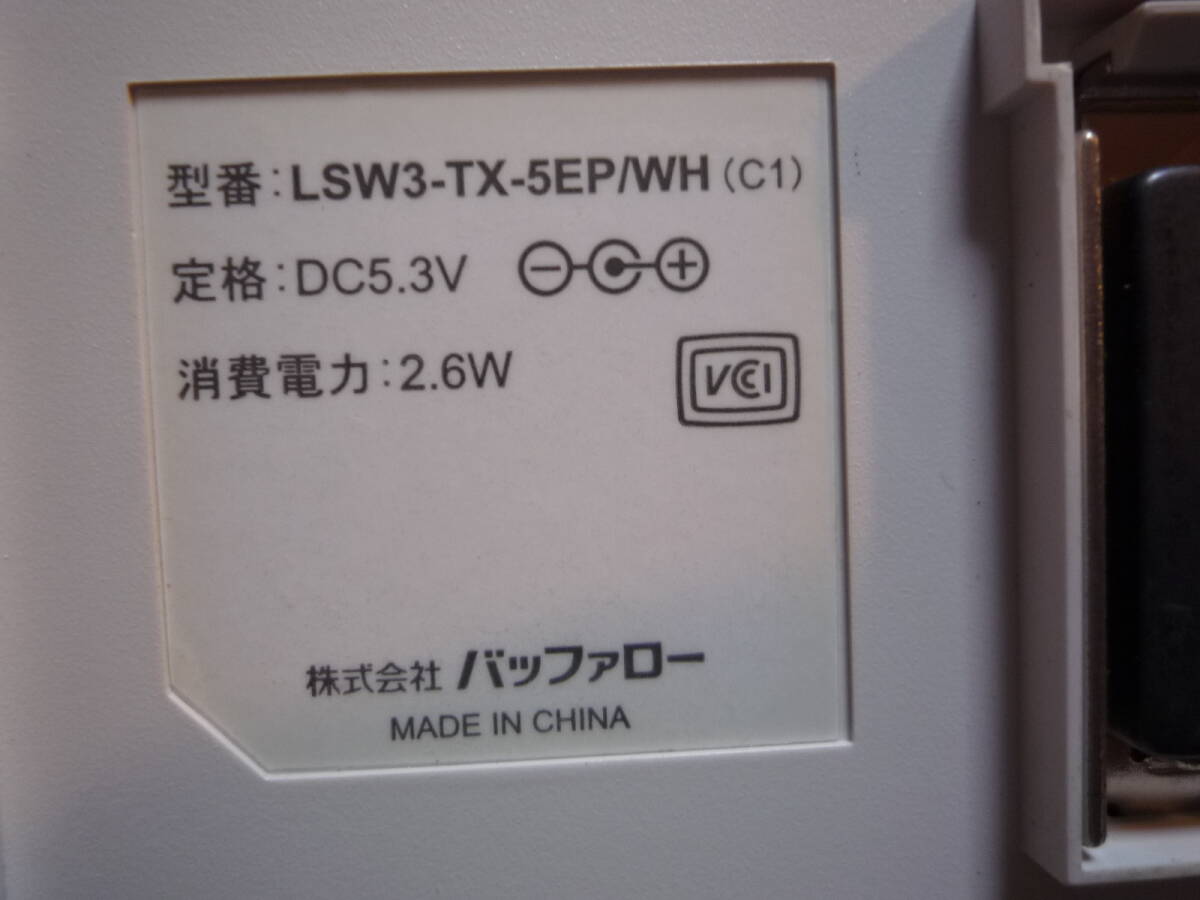 型番:LSW3-TX-5EP/WH (C1)
定格:DC5.3V
消費電力:2.6W
VCCI
株式会社 バッファロー
MADE IN CHINA